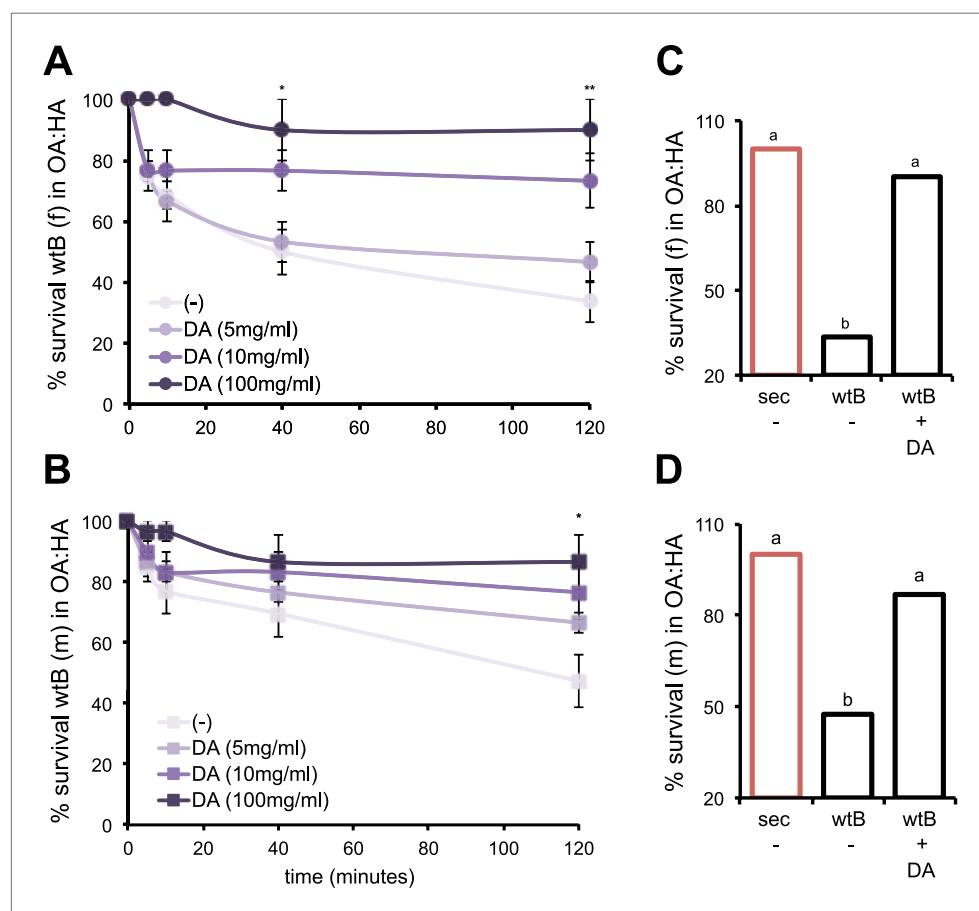 A
% survival wtB (f) in OA:HA
100
80
60
40
20
0
* **
(-)
DA (5mg/ml)
DA (10mg/ml)
DA (100mg/ml)
0 20 40 60 80 100 120
B
% survival wtB (m) in OA:HA
100
80
60
40
20
0
*
(-)
DA (5mg/ml)
DA (10mg/ml)
DA (100mg/ml)
0 20 40 60 80 100 120
time (minutes)
C
% survival (f) in OA:HA
110
80
50
20
a b a
sec wtB wtB
- - +
DA
D
% survival (m) in OA:HA
110
80
50
20
a b a
sec wtB wtB
- - +
DA